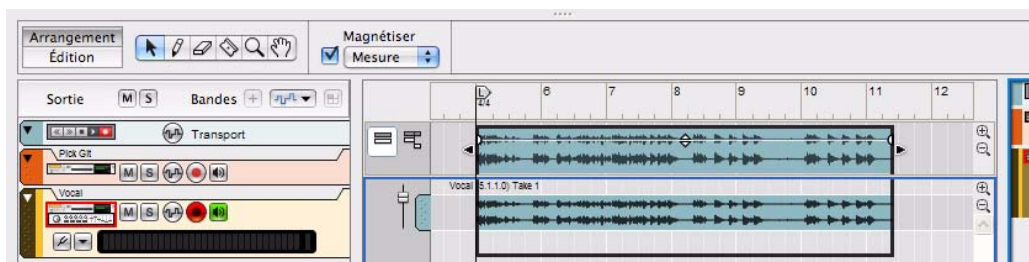 Arrangement
Édition
Magnétiser
Mesure
Sortie M S Bandes
L 6 7 8 9 10 11 12
4/4
Transport
Pick Git
M S
Vocal
M S
Vocal (5.1.1.0) Take 1